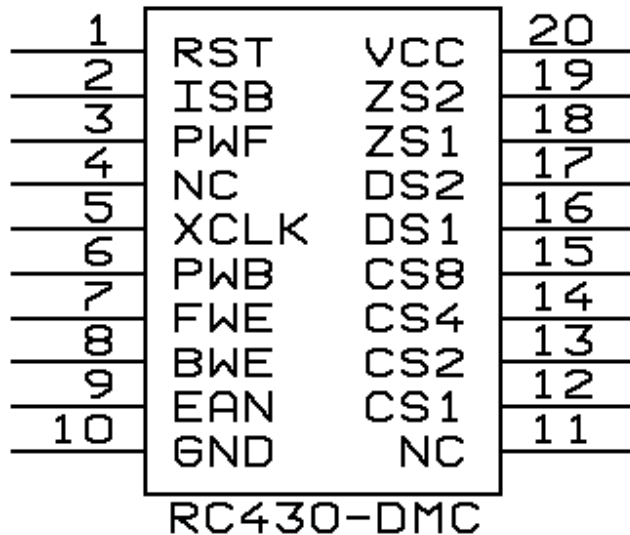 1 RST VCC 20
2 ISB ZS2 19
3 PWF ZS1 18
4 NC DS2 17
5 XCLK DS1 16
6 PWB CS8 15
7 FWE CS4 14
8 BWE CS2 13
9 EAN CS1 12
10 GND NC 11
RC430-DMC